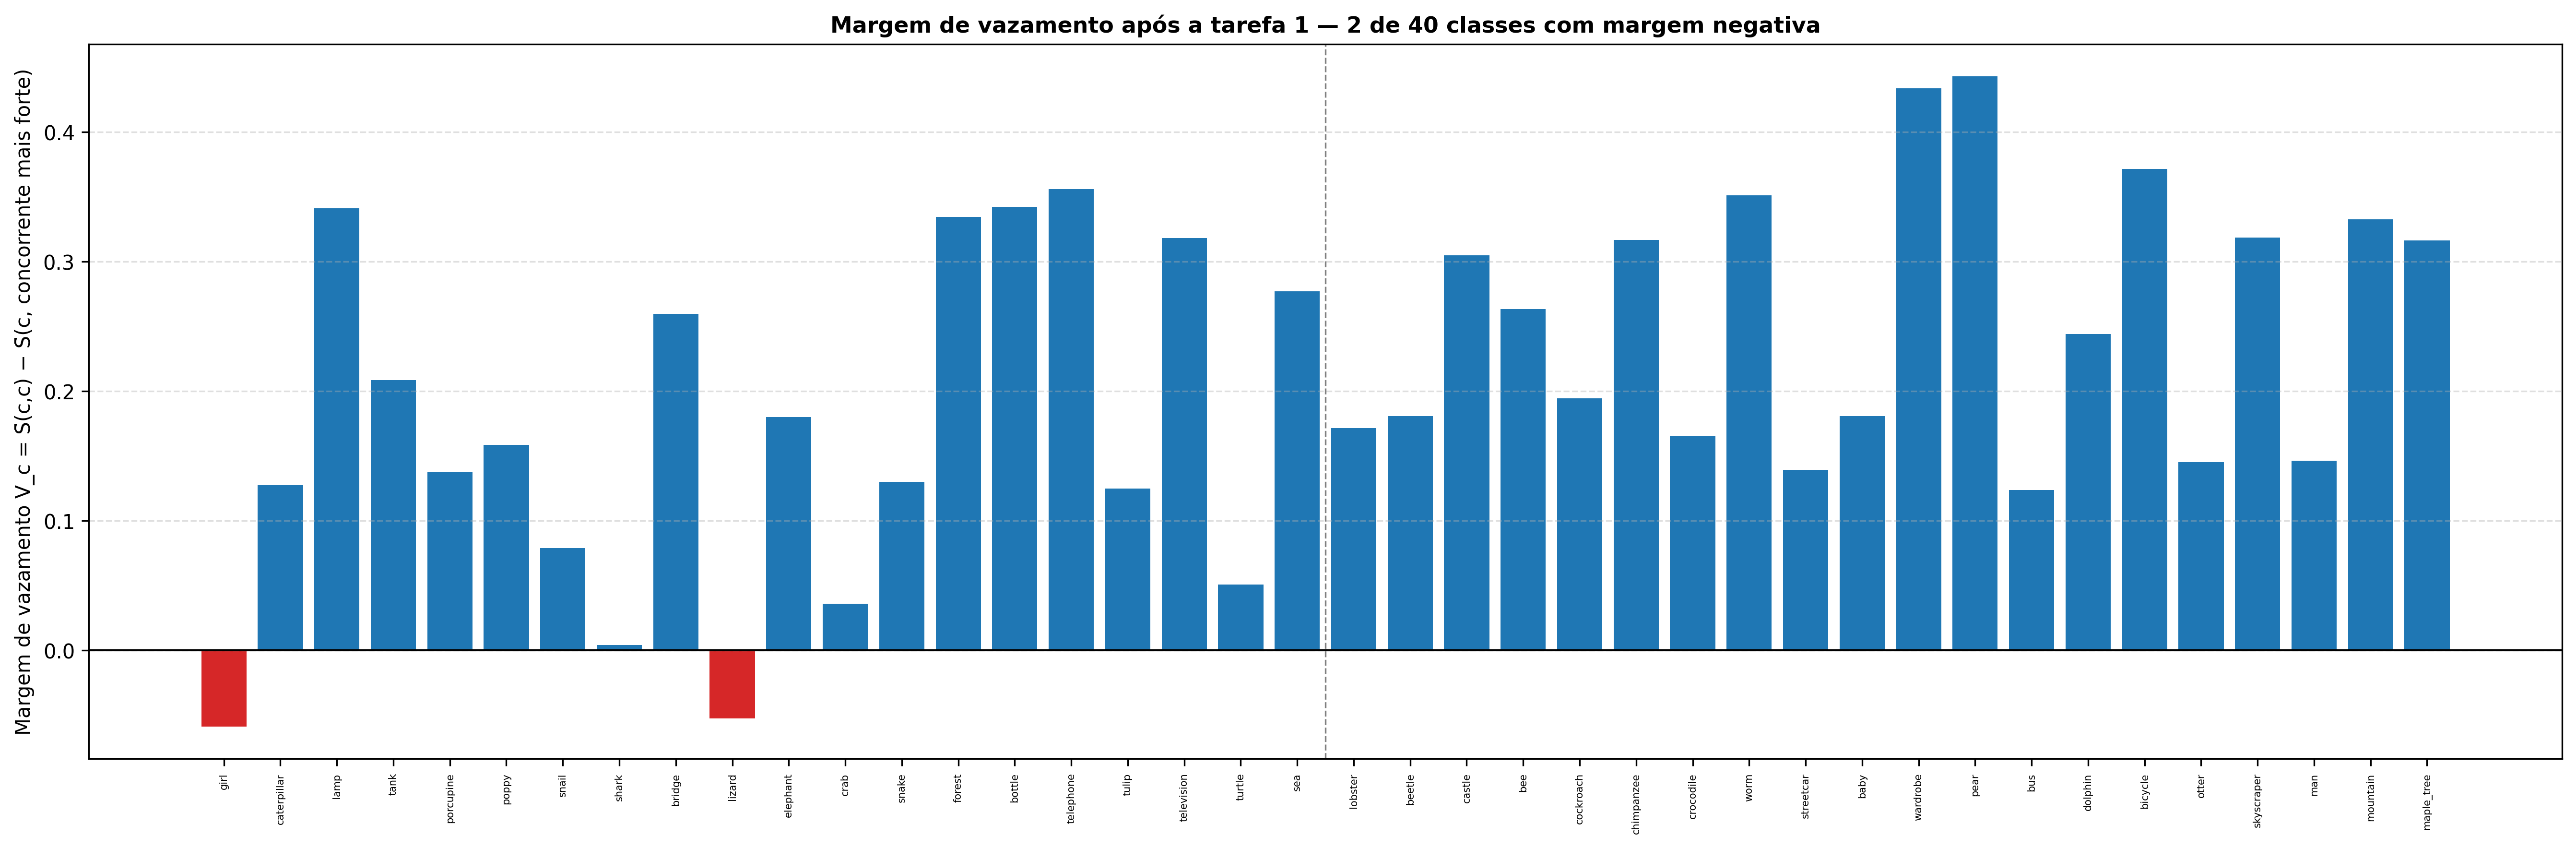 Margem de vazamento após a tarefa 1 — 2 de 40 classes com margem negativa
Margem de vazamento V_c = S(c,c) − S(c, concorrente mais forte)
0.4
0.3
0.2
0.1
0.0
girl
caterpillar
lamp
tank
porcupine
poppy
snail
shark
bridge
lizard
elephant
crab
snake
forest
bottle
telephone
tulip
television
turtle
sea
lobster
beetle
castle
bee
cockroach
chimpanzee
crocodile
worm
streetcar
baby
wardrobe
pear
bus
dolphin
bicycle
otter
skyscraper
man
mountain
maple_tree